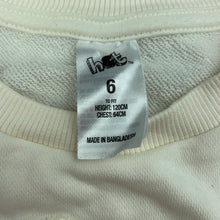 hot
6
TO FIT
HEIGHT: 120CM
CHEST: 64CM
MADE IN BANGLADESH